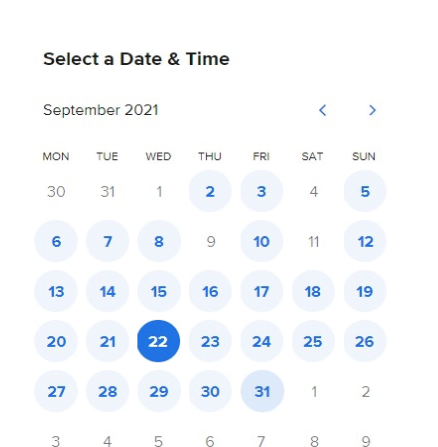 Select a Date & Time
September 2021
MON TUE WED THU FRI SAT SUN
30 31 1 2 3 4 5
6 7 8 9 10 11 12
13 14 15 16 17 18 19
20 21 22 23 24 25 26
27 28 29 30 31 1 2
3 4 5 6 7 8 9